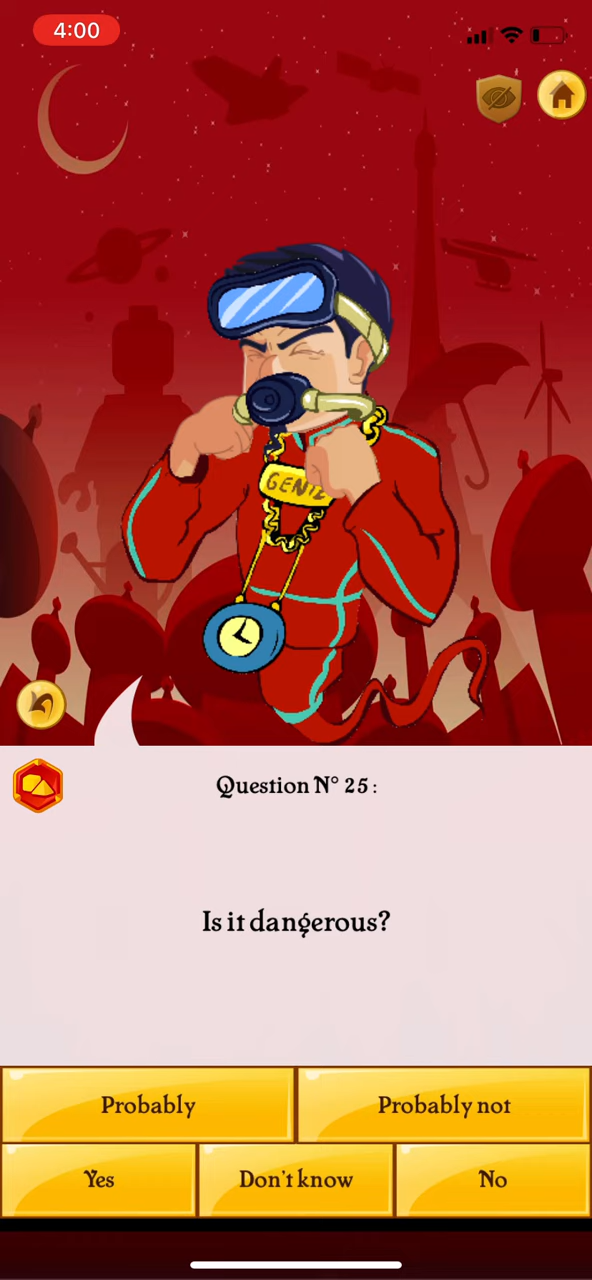 4:00
GENIE
Question N° 25 :
Is it dangerous?
Probably
Probably not
Yes
Don't know
No